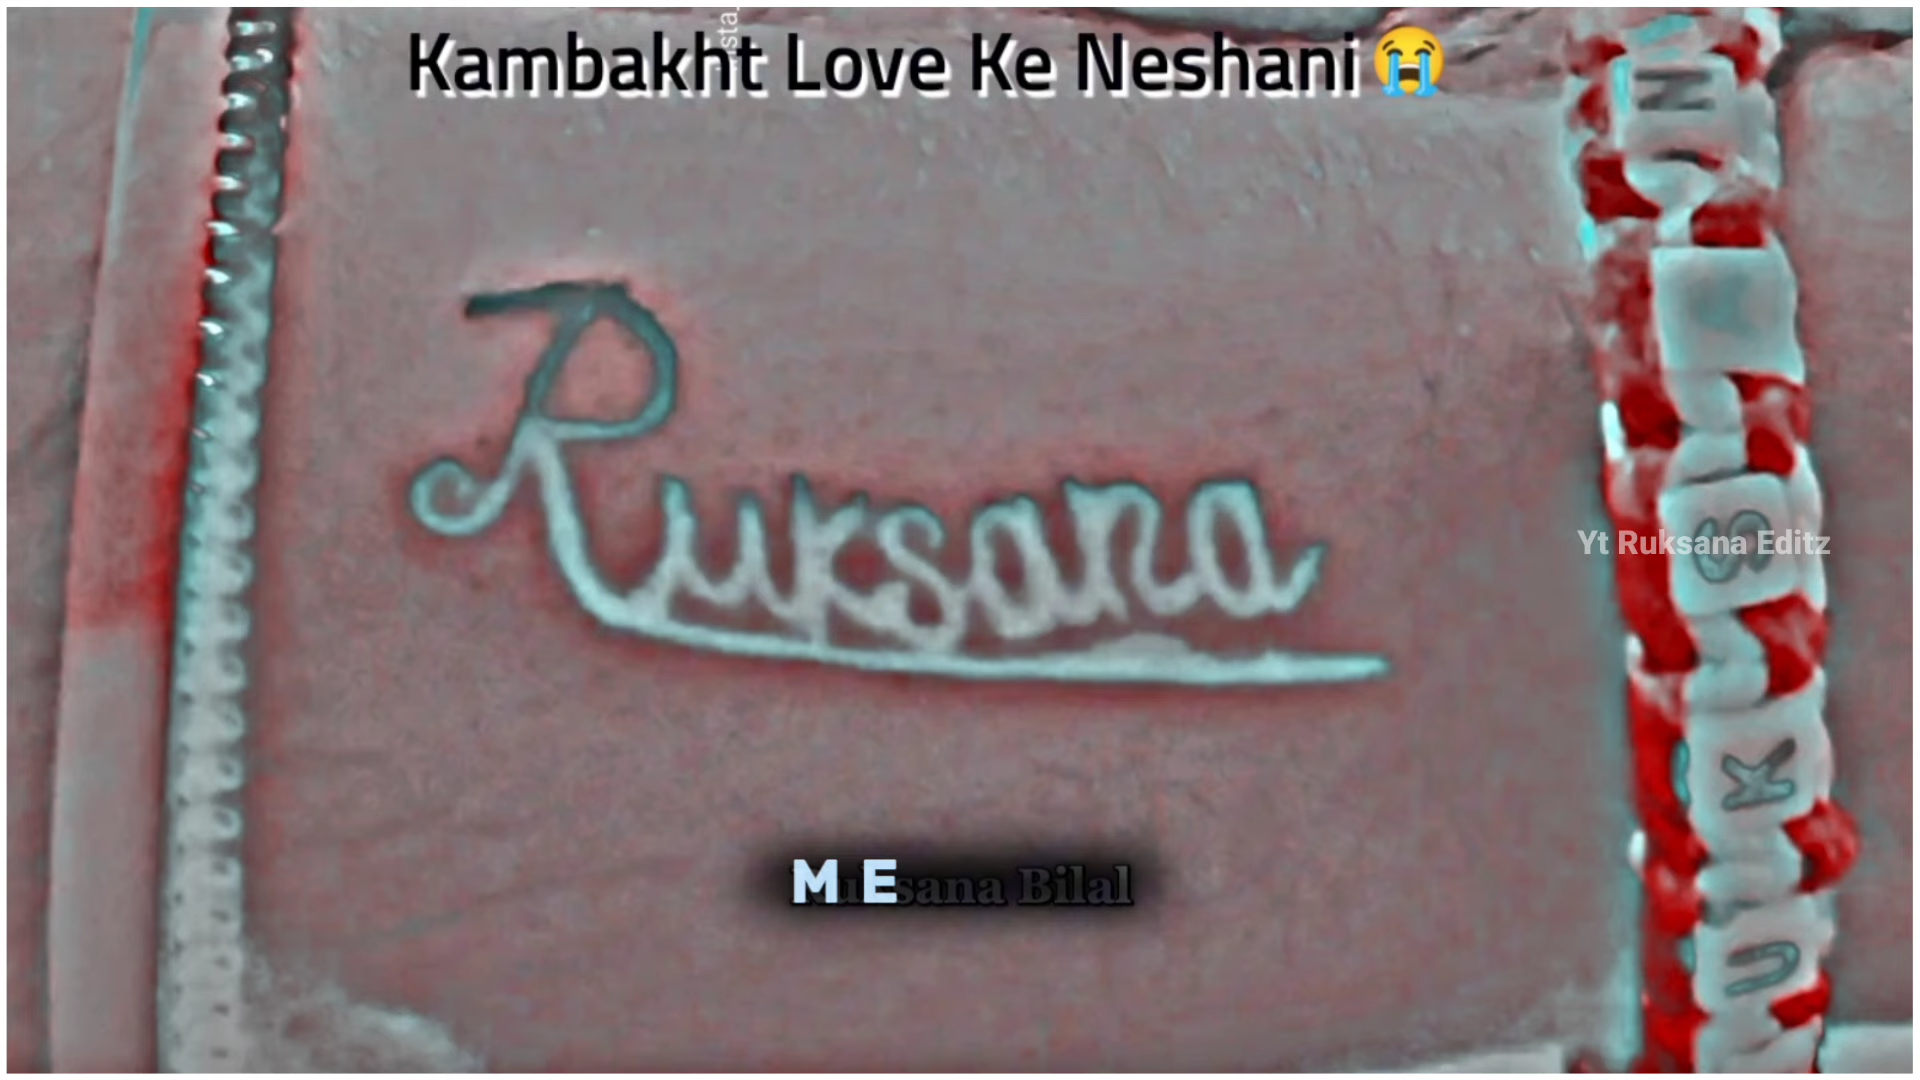 Kambakht Love Ke Neshani😭
Ruksana
Yt Ruksana Editz
M E
sana Bilal
N
S
K
U